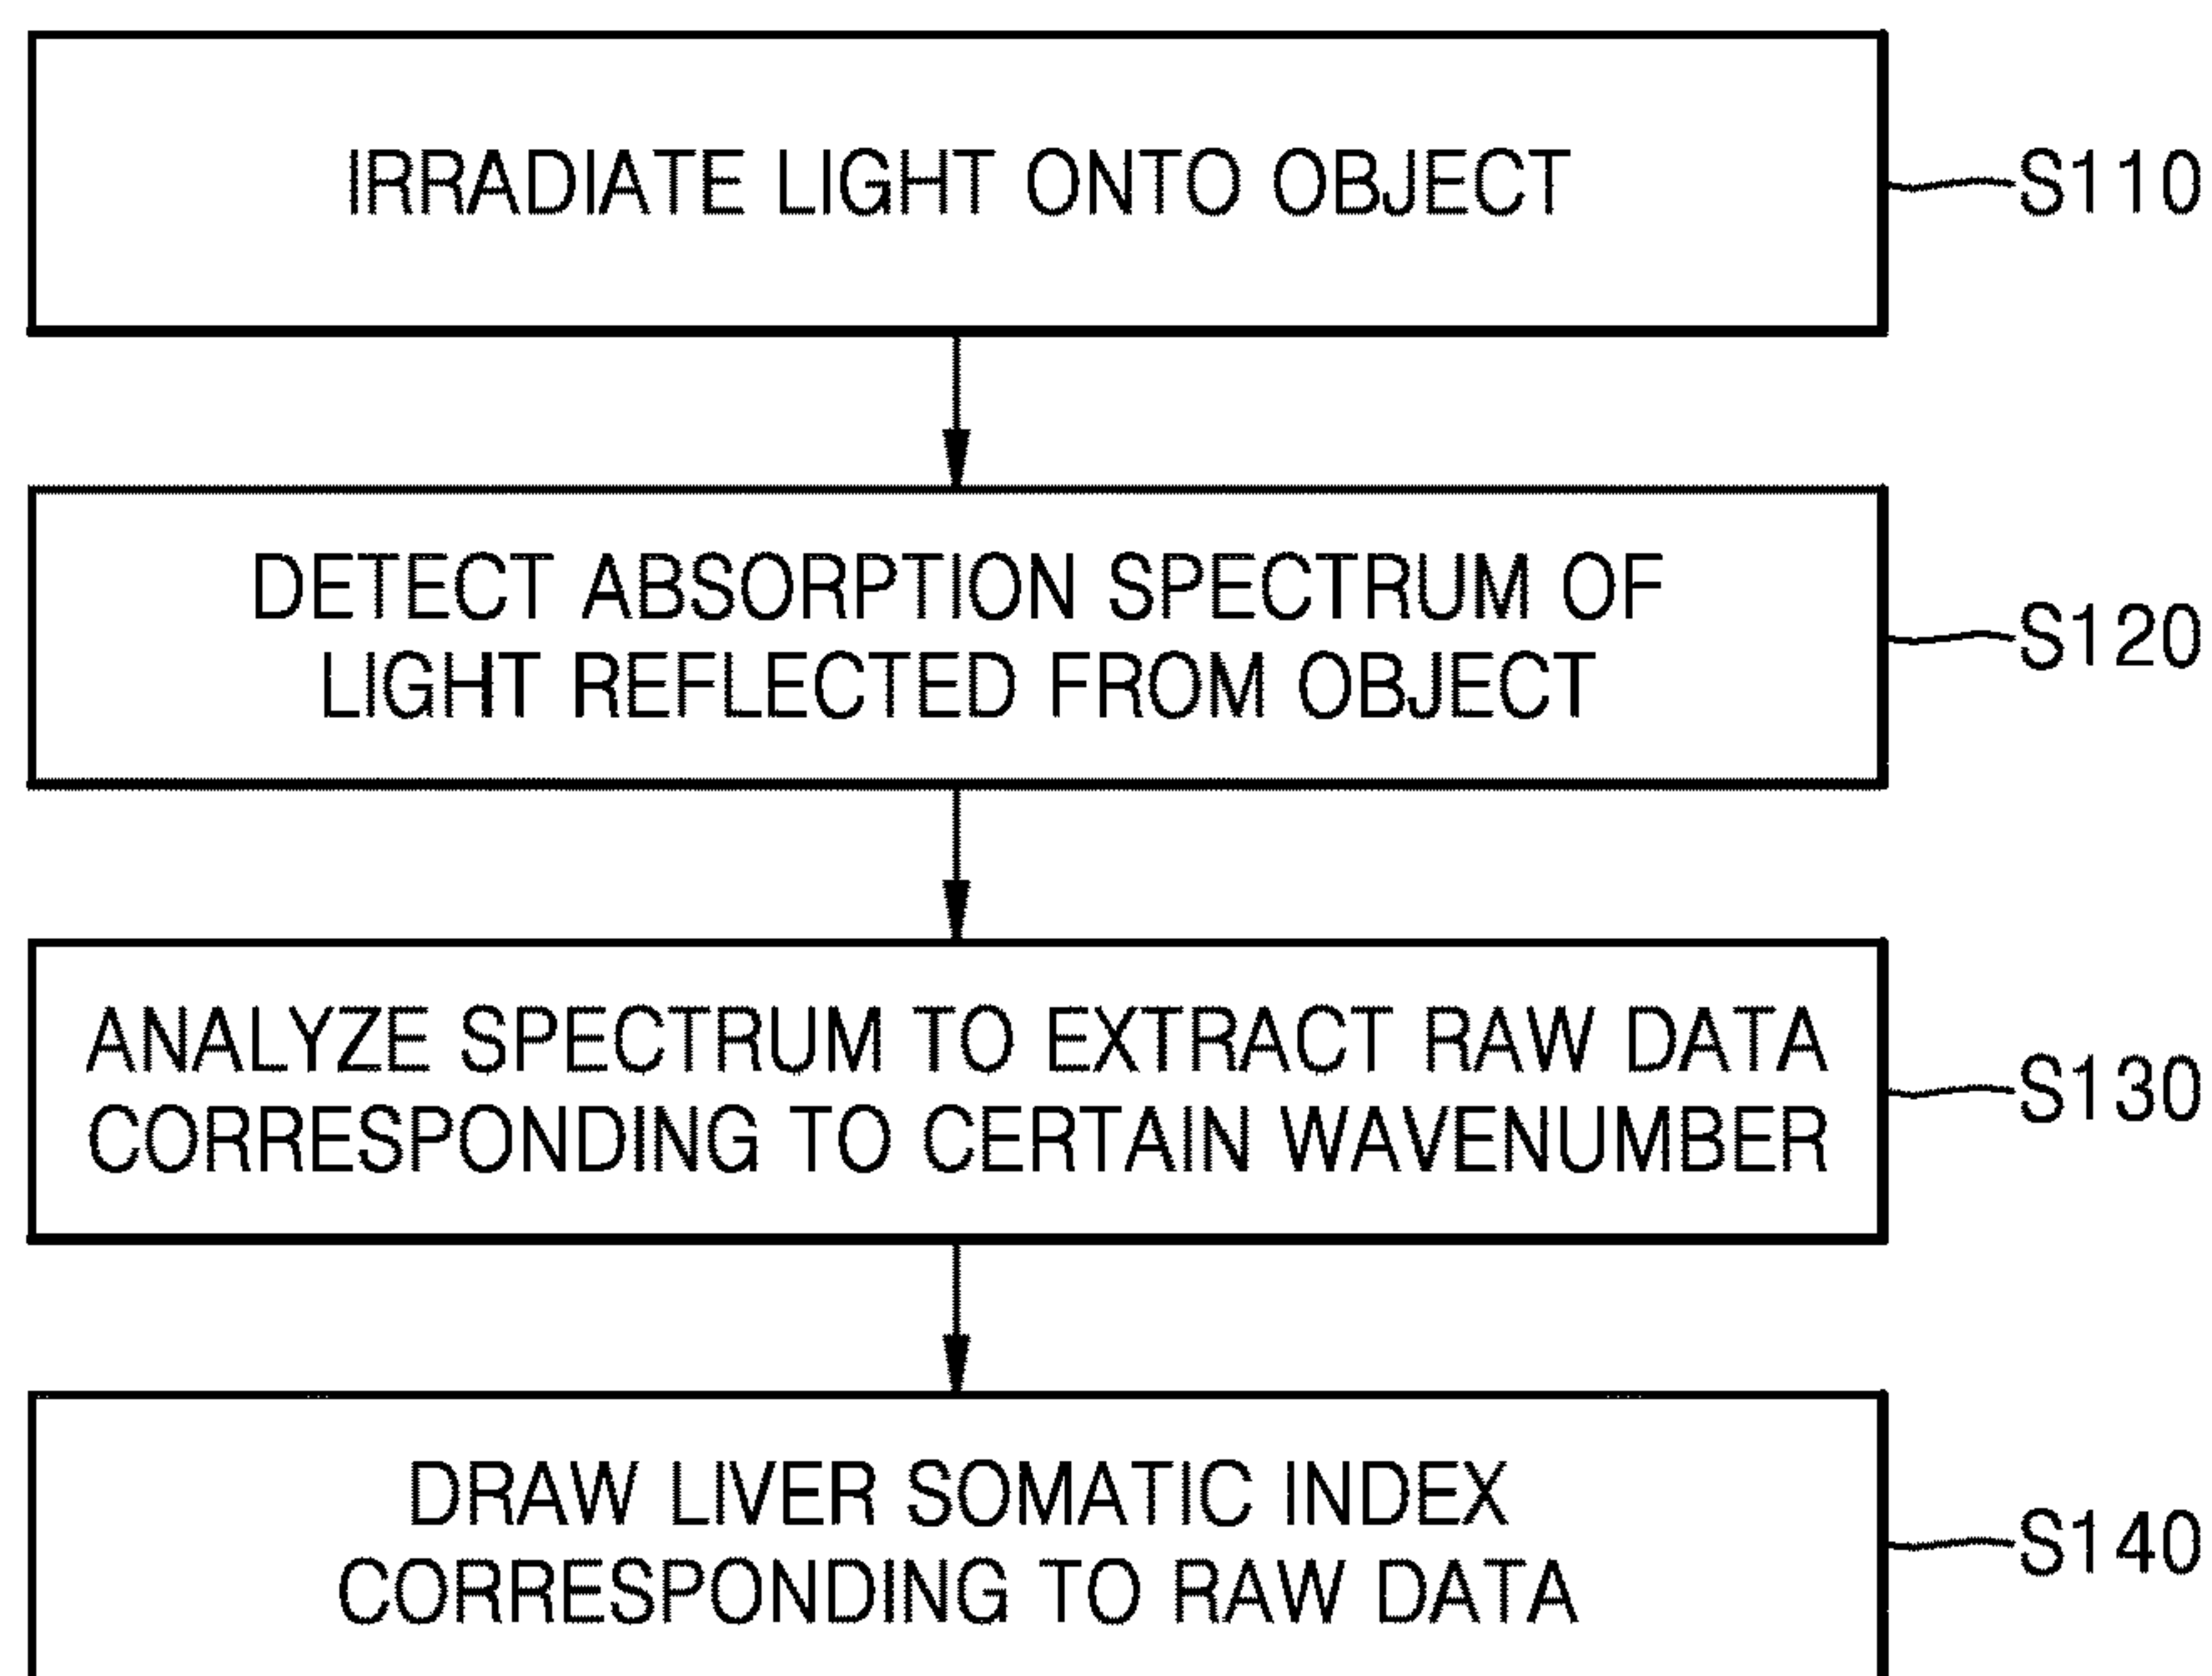 IRRADIATE LIGHT ONTO OBJECT
S110
DETECT ABSORPTION SPECTRUM OF
LIGHT REFLECTED FROM OBJECT
S120
ANALYZE SPECTRUM TO EXTRACT RAW DATA
CORRESPONDING TO CERTAIN WAVENUMBER
S130
DRAW LIVER SOMATIC INDEX
CORRESPONDING TO RAW DATA
S140